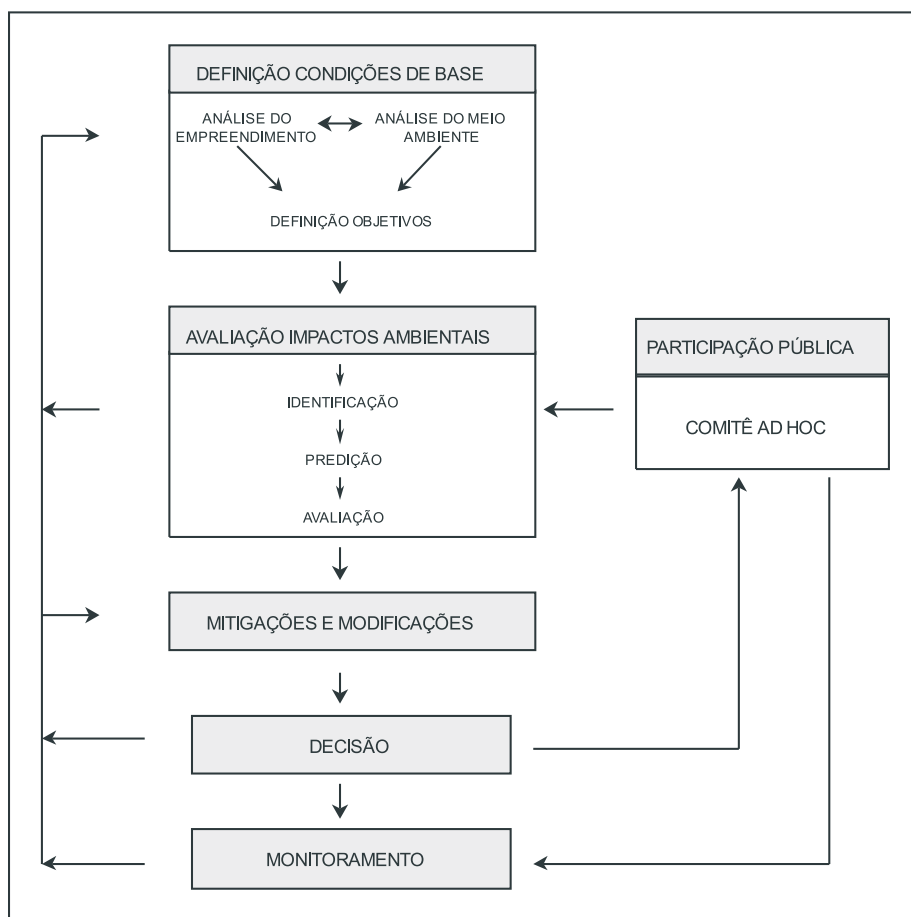 DEFINIÇÃO CONDIÇÕES DE BASE
ANÁLISE DO
EMPREENDIMENTO
ANÁLISE DO MEIO
AMBIENTE
DEFINIÇÃO OBJETIVOS
AVALIAÇÃO IMPACTOS AMBIENTAIS
IDENTIFICAÇÃO
PREDIÇÃO
AVALIAÇÃO
PARTICIPAÇÃO PÚBLICA
COMITÊ AD HOC
MITIGAÇÕES E MODIFICAÇÕES
DECISÃO
MONITORAMENTO